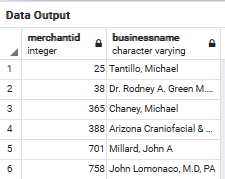 Data Output
merchantid businessname
integer character varying
1 25 Tantillo, Michael
2 38 Dr. Rodney A. Green M....
3 365 Chaney, Michael
4 388 Arizona Craniofacial & ...
5 701 Millard, John A
6 758 John Lomonaco, M.D, PA